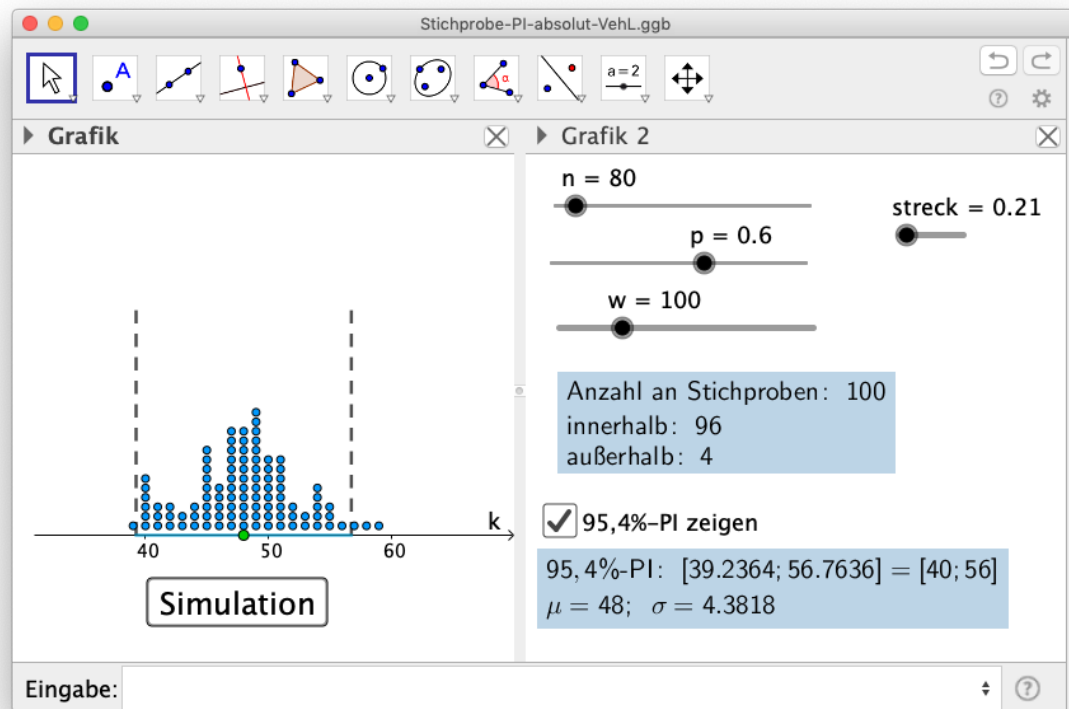 Stichprobe-PI-absolut-VehL.ggb
A
α
a=2
Grafik
Grafik 2
n = 80
streck = 0.21
p = 0.6
w = 100
Anzahl an Stichproben: 100
innerhalb: 96
außerhalb: 4
k
40 50 60
Simulation
95,4%-PI zeigen
95,4%-PI: [39.2364; 56.7636] = [40; 56]
μ = 48; σ = 4.3818
Eingabe: